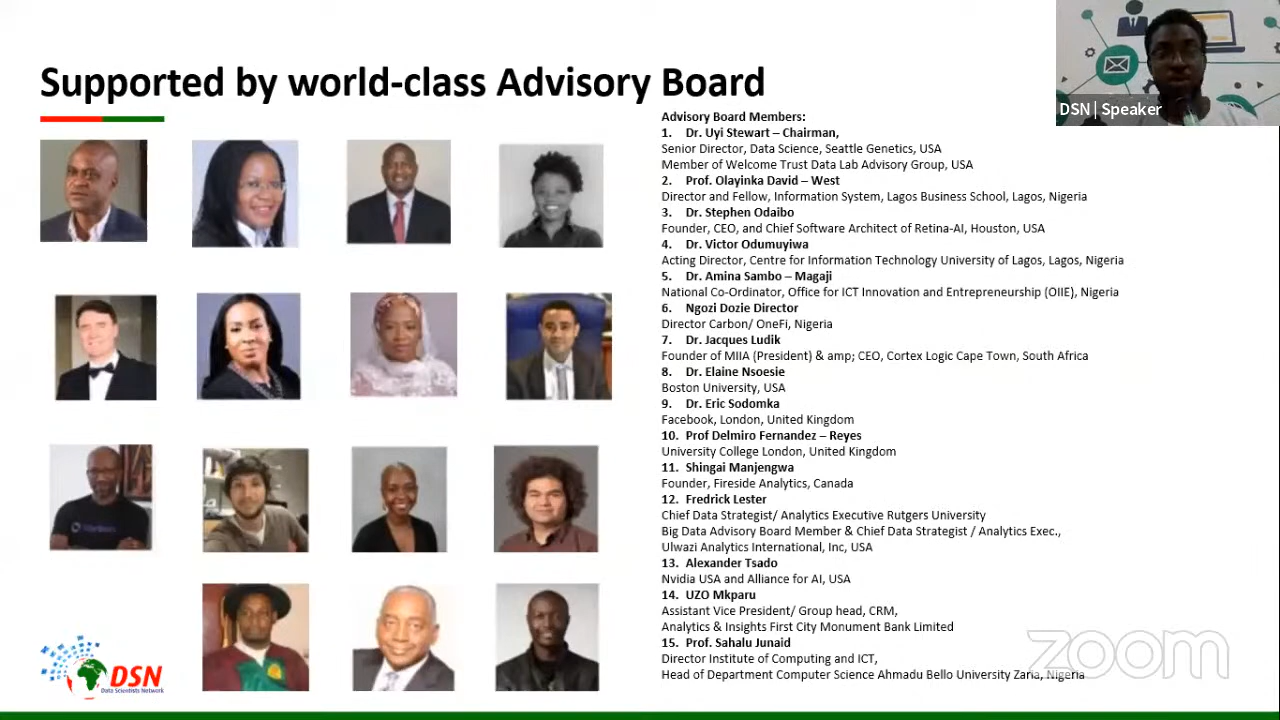 Supported by world-class Advisory Board
DSN | Speaker
Advisory Board Members:
1. Dr. Uyi Stewart – Chairman,
Senior Director, Data Science, Seattle Genetics, USA
Member of Welcome Trust Data Lab Advisory Group, USA
2. Prof. Olayinka David – West
Director and Fellow, Information System, Lagos Business School, Lagos, Nigeria
3. Dr. Stephen Odaibo
Founder, CEO, and Chief Software Architect of Retina-AI, Houston, USA
4. Dr. Victor Odumuyiwa
Acting Director, Centre for Information Technology University of Lagos, Lagos, Nigeria
5. Dr. Amina Sambo – Magaji
National Co-Ordinator, Office for ICT Innovation and Entrepreneurship (OIIE), Nigeria
6. Ngozi Dozie Director
Director Carbon/ OneFi, Nigeria
7. Dr. Jacques Ludik
Founder of MIIA (President) & amp; CEO, Cortex Logic Cape Town, South Africa
8. Dr. Elaine Nsoesie
Boston University, USA
9. Dr. Eric Sodomka
Facebook, London, United Kingdom
10. Prof Delmiro Fernandez – Reyes
University College London, United Kingdom
11. Shingai Manjengwa
Founder, Fireside Analytics, Canada
12. Fredrick Lester
Chief Data Strategist/ Analytics Executive Rutgers University
Big Data Advisory Board Member & Chief Data Strategist / Analytics Exec.,
Ulwazi Analytics International, Inc, USA
13. Alexander Tsado
Nvidia USA and Alliance for AI, USA
14. UZO Mkparu
Assistant Vice President/ Group head, CRM,
Analytics & Insights First City Monument Bank Limited
15. Prof. Sahalu Junaid
Director Institute of Computing and ICT,
Head of Department Computer Science Ahmadu Bello University Zaria, Nigeria
DSN
Data Scientists Network
zoom